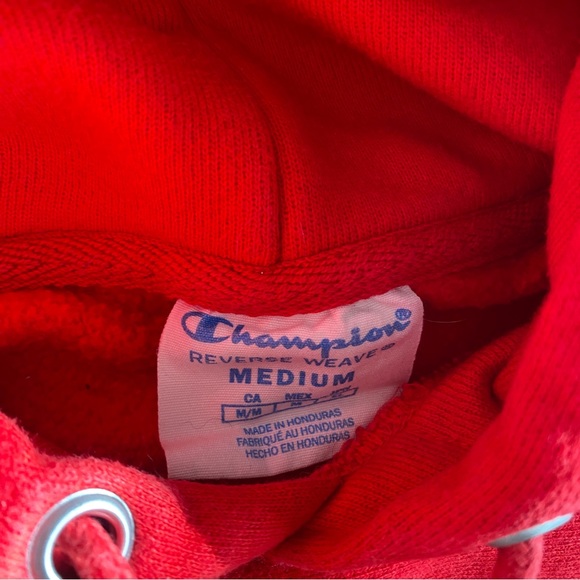 Champion®
REVERSE WEAVE®
MEDIUM
CA MEX
M/M M
MADE IN HONDURAS
FABRIQUÉ AU HONDURAS
HECHO EN HONDURAS